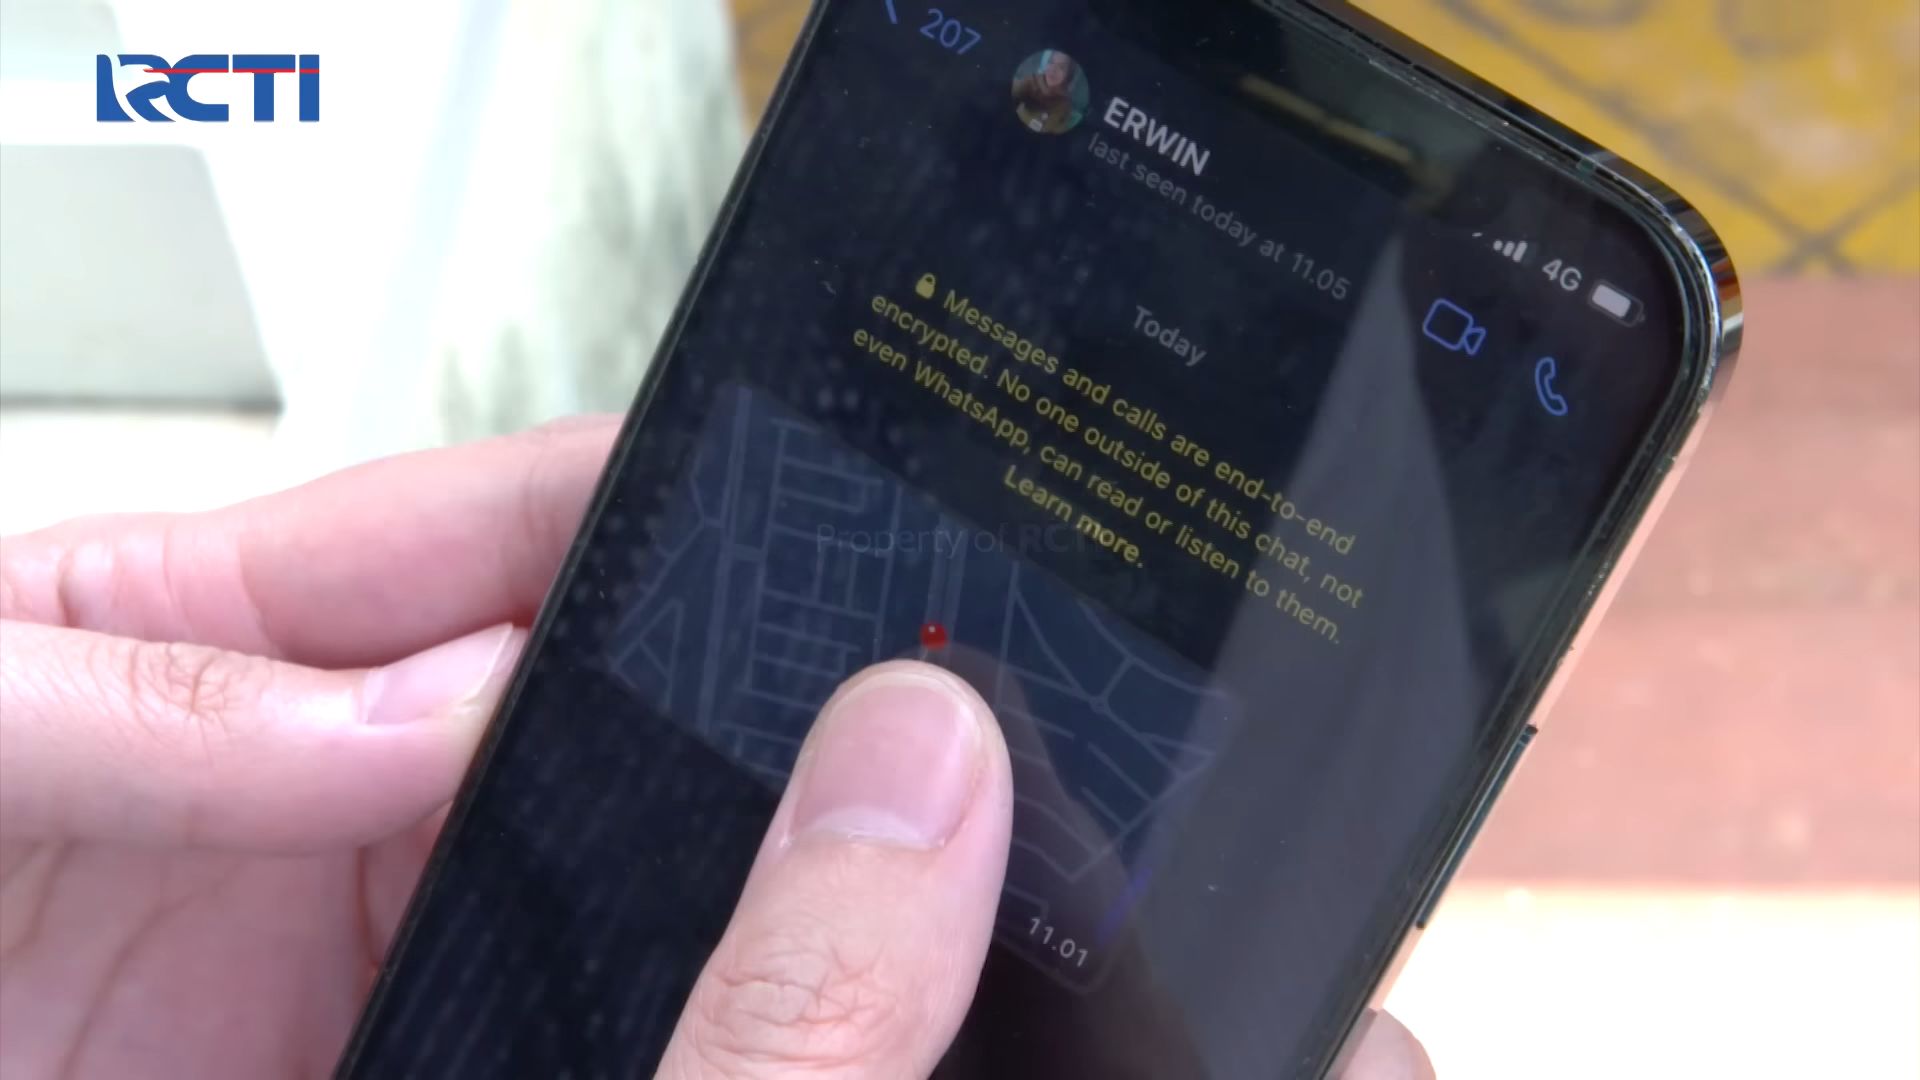 RCTI
207
ERWIN
last seen today at 11.05
4G
Today
Messages and calls are end-to-end
encrypted. No one outside of this chat, not
even WhatsApp, can read or listen to them.
Learn more.
Property of RCTI
11.01